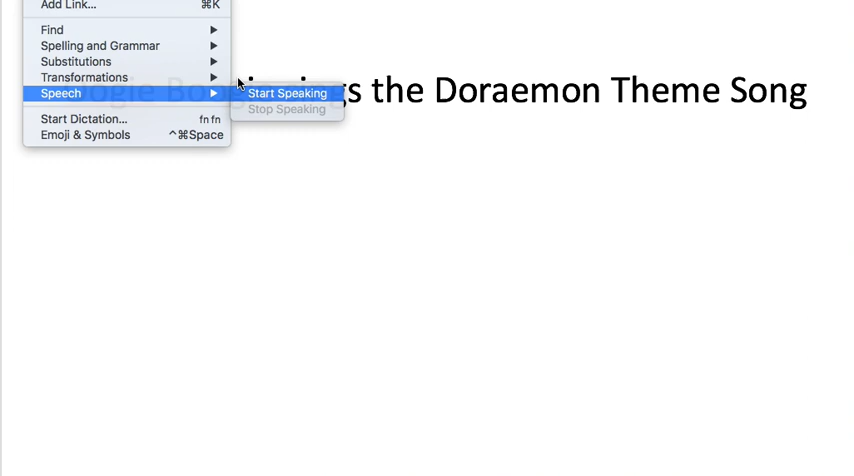 Add Link... ⌘K
Find
Spelling and Grammar
Substitutions
Transformations
Speech
Start Speaking
Stop Speaking
Start Dictation... fn fn
Emoji & Symbols ^⌘Space
the Doraemon Theme Song